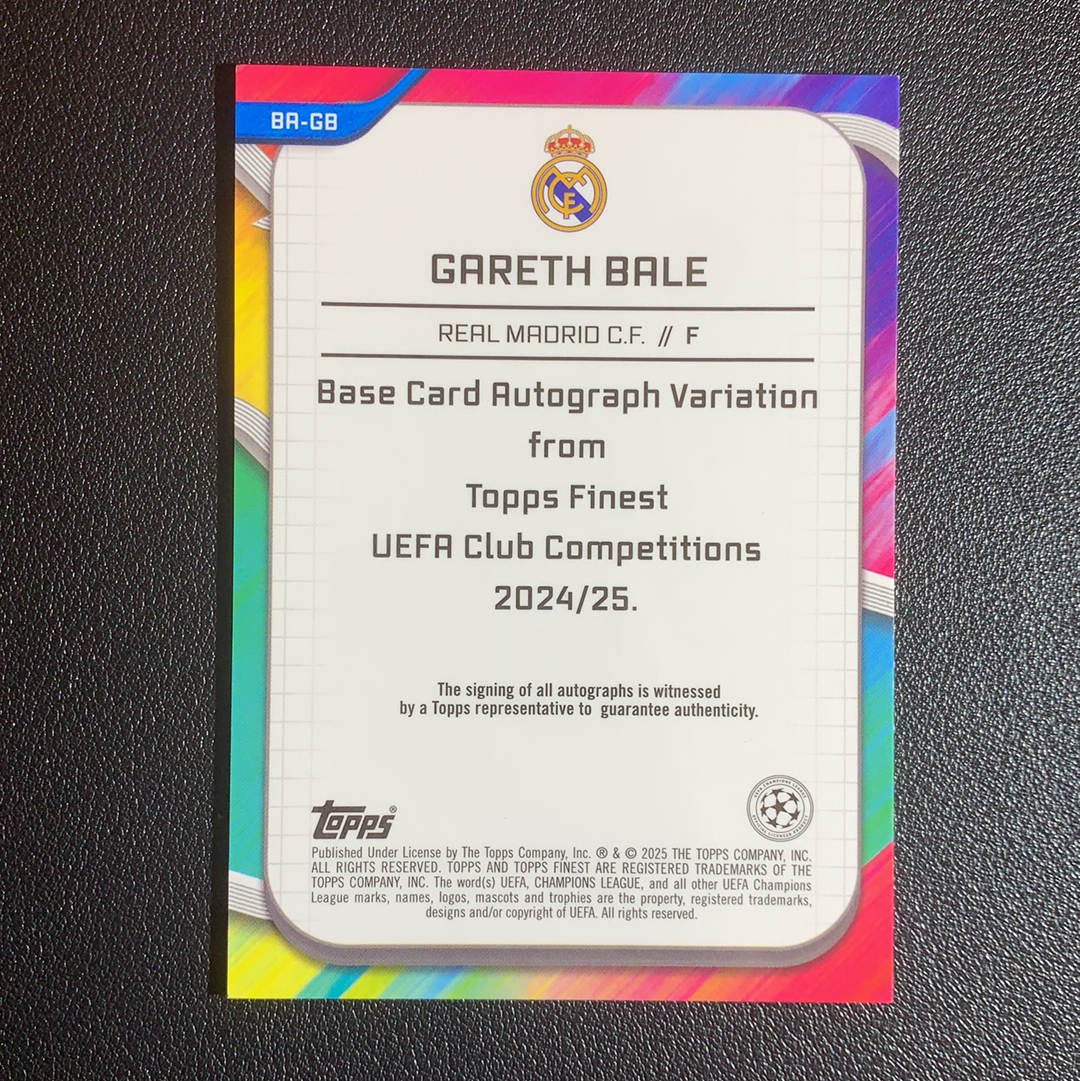 BA-GB
GARETH BALE
REAL MADRID C.F. // F
Base Card Autograph Variation
from
Topps Finest
UEFA Club Competitions
2024/25.
The signing of all autographs is witnessed
by a Topps representative to guarantee authenticity.
Topps®
Published Under License by The Topps Company, Inc. ® & © 2025 THE TOPPS COMPANY, INC.
ALL RIGHTS RESERVED. TOPPS AND TOPPS FINEST ARE REGISTERED TRADEMARKS OF THE
TOPPS COMPANY, INC. The word(s) UEFA, CHAMPIONS LEAGUE, and all other UEFA Champions
League marks, names, logos, mascots and trophies are the property, registered trademarks,
designs and/or copyright of UEFA. All rights reserved.